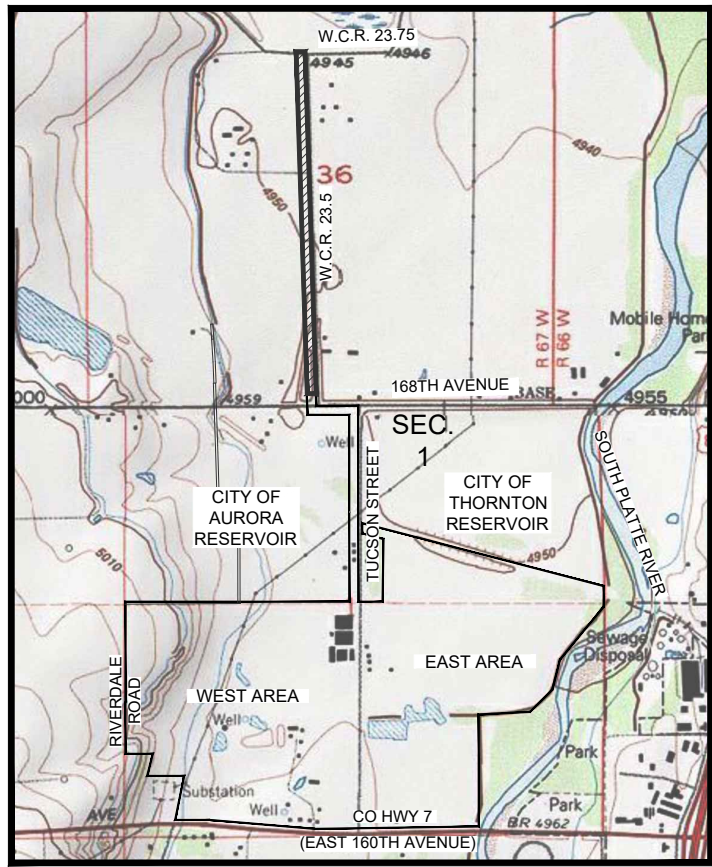 W.C.R. 23.75
4946
4945
36
4940
4950
W.C.R. 23.5
R 67 W
R 66 W
Mobile Home
Park
168TH AVENUE
000
4959
BASE
4955
SEC.
1
Well
TUCSON STREET
CITY OF
AURORA
RESERVOIR
CITY OF
THORNTON
RESERVOIR
SOUTH PLATTE RIVER
5010
4950
Sewage
Disposal
EAST AREA
RIVERDALE
ROAD
WEST AREA
Well
Park
Substation
Well
Park
AVE
CO HWY 7
BR 4962
(EAST 160TH AVENUE)